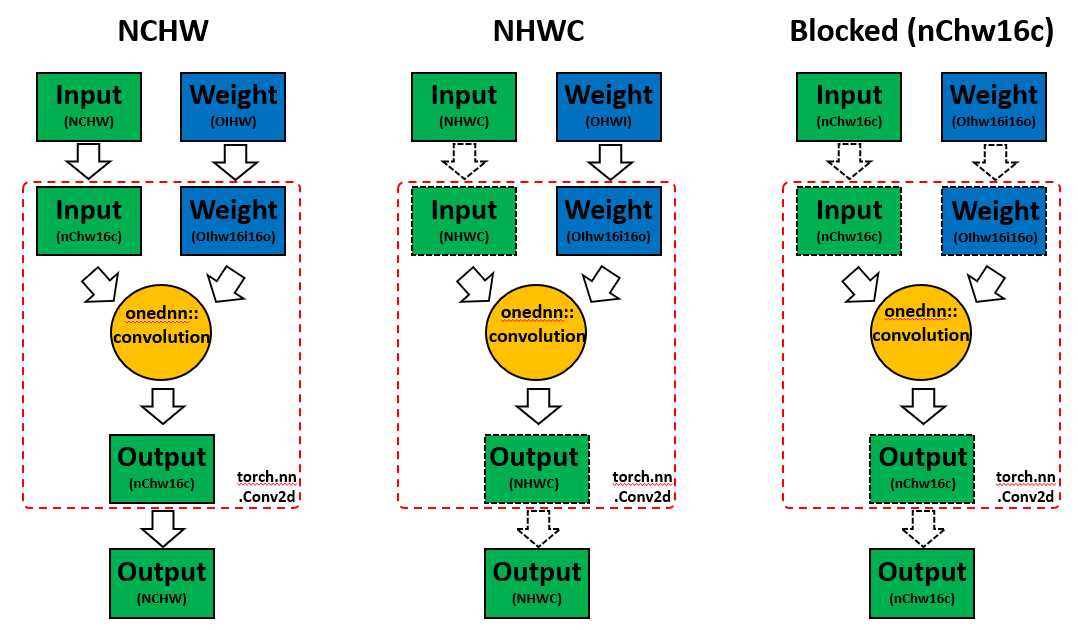 NCHW
Input
(NCHW)
Weight
(OIHW)
Input
(nChw16c)
Weight
(OIhw16i16o)
onednn::
convolution
Output
(nChw16c)
torch.nn
.Conv2d
Output
(NCHW)
NHWC
Input
(NHWC)
Weight
(OHWI)
Input
(NHWC)
Weight
(OIhw16i16o)
onednn::
convolution
Output
(NHWC)
torch.nn
.Conv2d
Output
(NHWC)
Blocked (nChw16c)
Input
(nChw16c)
Weight
(OIhw16i16o)
Input
(nChw16c)
Weight
(OIhw16i16o)
onednn::
convolution
Output
(nChw16c)
torch.nn
.Conv2d
Output
(nChw16c)